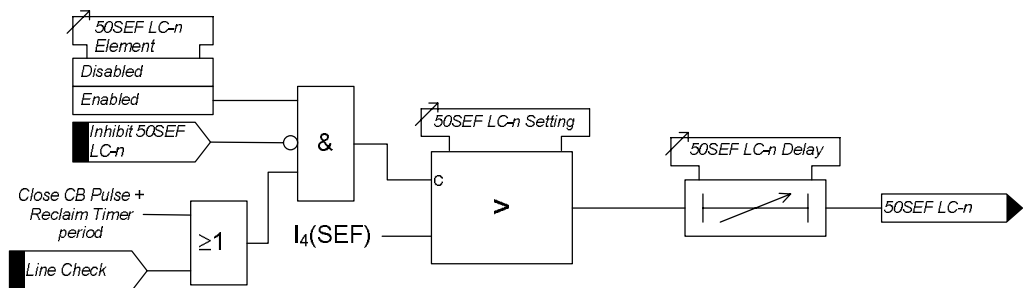 50SEF LC-n
Element
Disabled
Enabled
Inhibit 50SEF
LC-n
&
Close CB Pulse +
Reclaim Timer
period
≥1
Line Check
50SEF LC-n Setting
c
>
I4(SEF)
50SEF LC-n Delay
50SEF LC-n